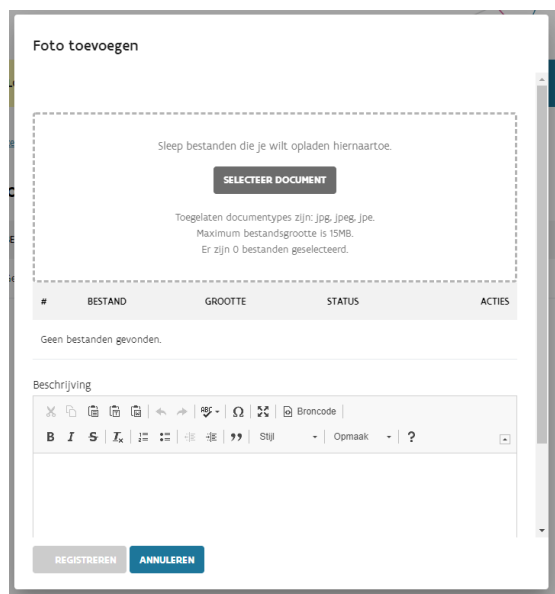 Foto toevoegen
Sleep bestanden die je wilt opladen hiernaartoe.
SELECTEER DOCUMENT
Toegelaten documenttypes zijn: jpg, jpeg, jpe.
Maximum bestandsgrootte is 15MB.
Er zijn 0 bestanden geselecteerd.
# BESTAND GROOTTE STATUS ACTIES
Geen bestanden gevonden.
Beschrijving
Broncode
Stijl Opmaak ?
REGISTREREN ANNULEREN